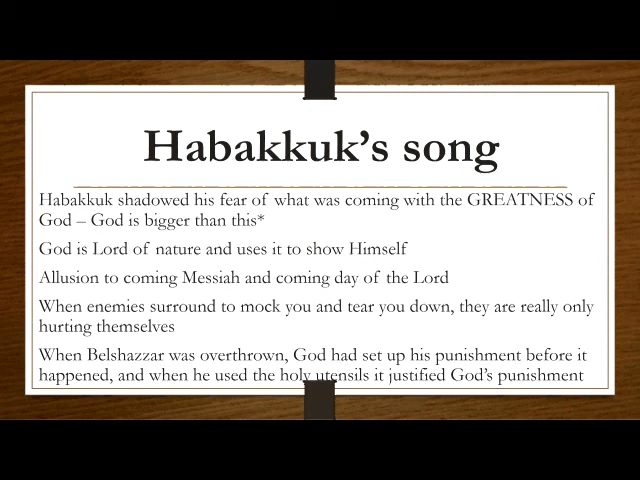 Habakkuk’s song
Habakkuk shadowed his fear of what was coming with the GREATNESS of
God – God is bigger than this*
God is Lord of nature and uses it to show Himself
Allusion to coming Messiah and coming day of the Lord
When enemies surround to mock you and tear you down, they are really only
hurting themselves
When Belshazzar was overthrown, God had set up his punishment before it
happened, and when he used the holy utensils it justified God’s punishment